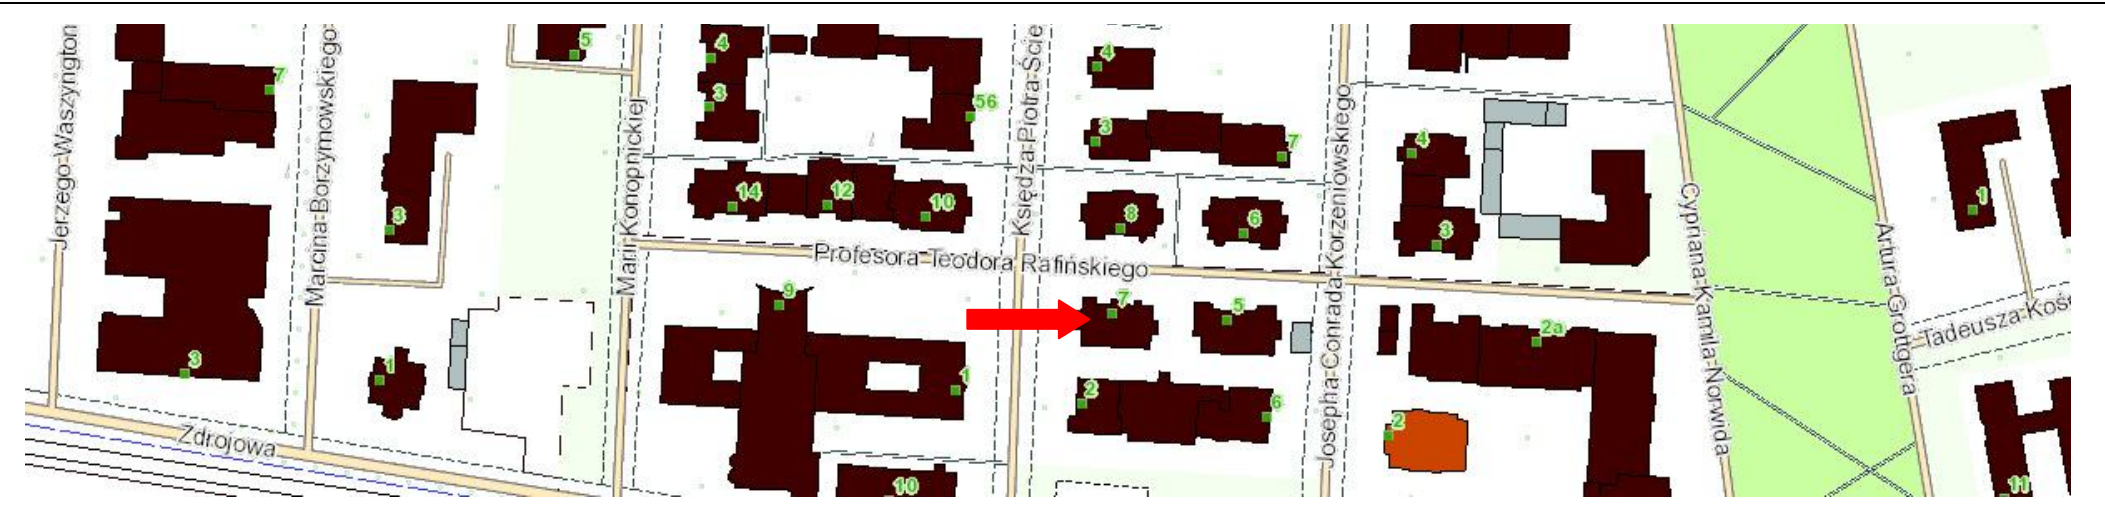 Jerzego Waszyngton
7
3
Marcina Borzymowskiego
3
1
5
Marii Konopnickiej
4
3
56
14
12
10
Księdza Piotra Ście
4
3
7
8
6
Profesora Teodora Rafińskiego
9
1
7
5
2
6
10
Josepha Conrada Korzeniowskiego
4
3
2a
2
Cypriana Kamila Norwida
Artura Grottgera
1
Tadeusza Koś
11
Zdrojowa